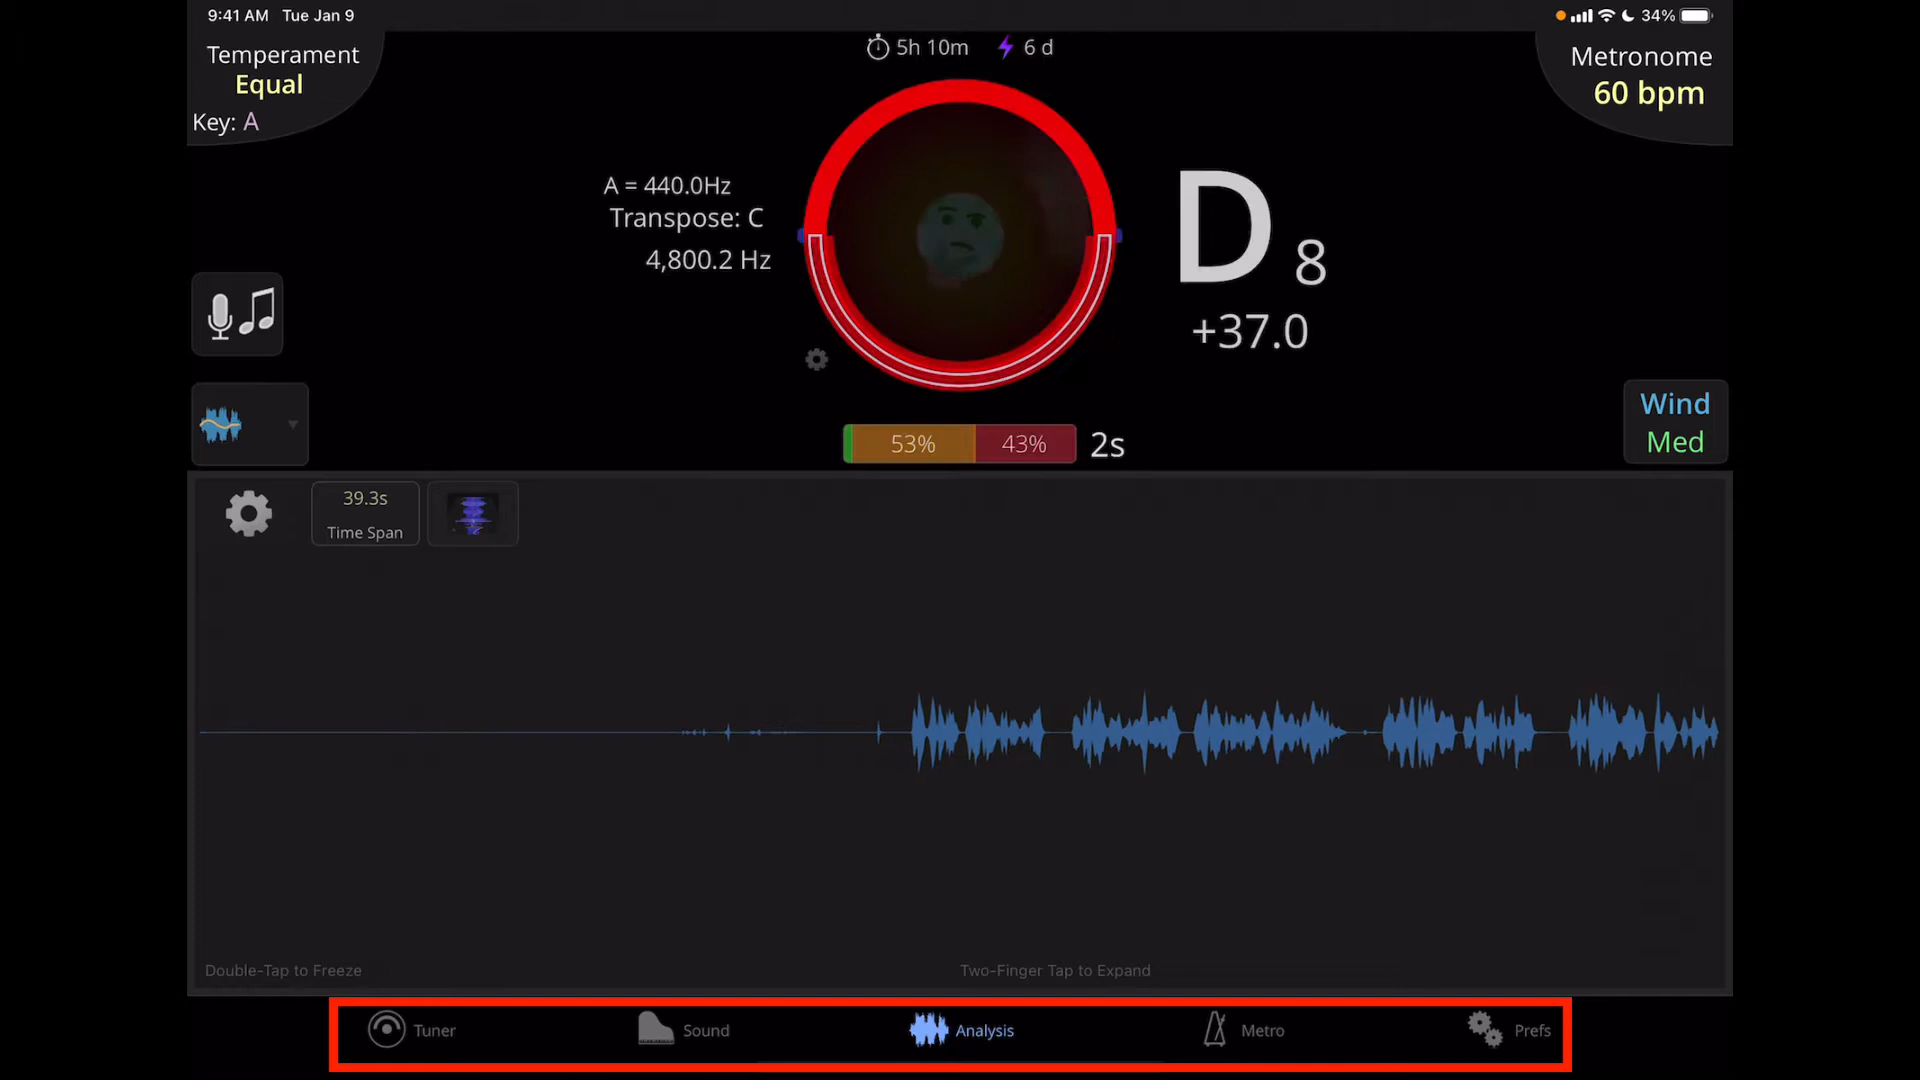 9:41 AM Tue Jan 9
34%
Temperament
Equal
Key: A
5h 10m 6 d
Metronome
60 bpm
A = 440.0Hz
Transpose: C
4,800.2 Hz
D 8
+37.0
Wind
Med
53% 43% 2s
39.3s
Time Span
Double-Tap to Freeze
Two-Finger Tap to Expand
Tuner
Sound
Analysis
Metro
Prefs